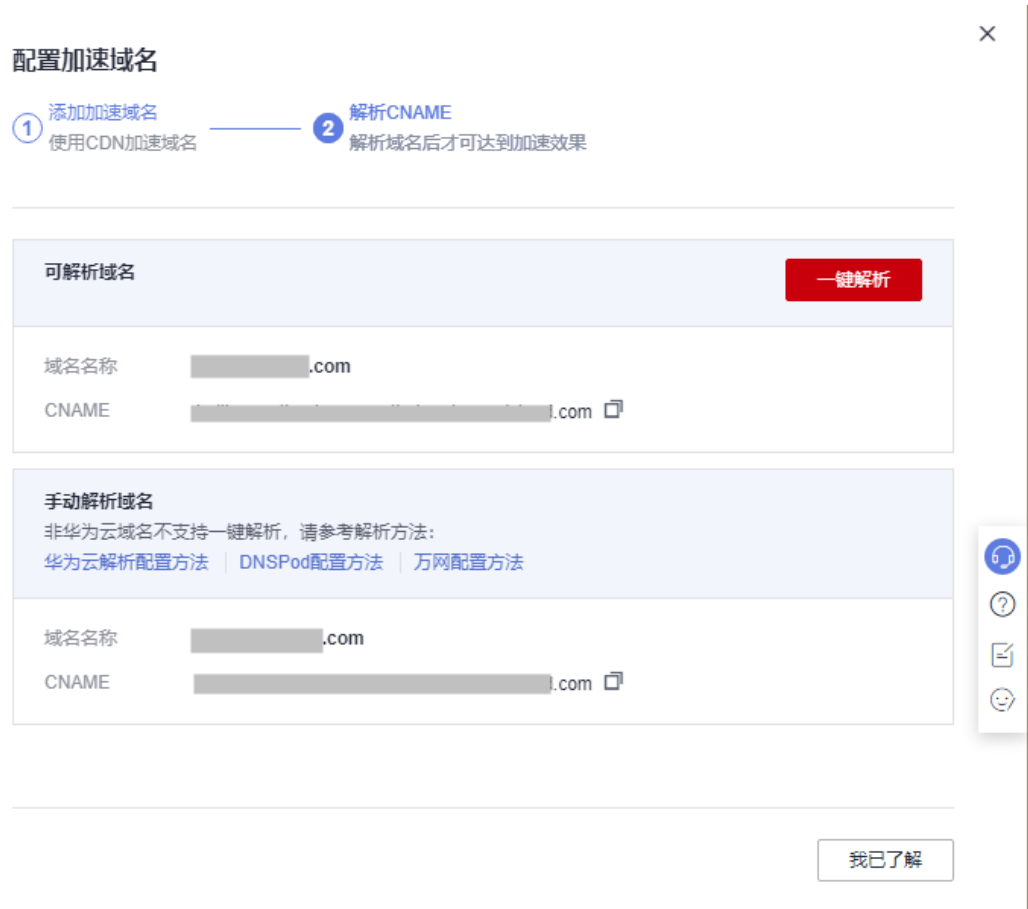 配置加速域名
1 添加加速域名
使用CDN加速域名
2 解析CNAME
解析域名后才可达到加速效果
可解析域名
一键解析
域名名称 .com
CNAME .com
手动解析域名
非华为云域名不支持一键解析，请参考解析方法：
华为云解析配置方法 | DNSPod配置方法 | 万网配置方法
域名名称 .com
CNAME .com
我已了解